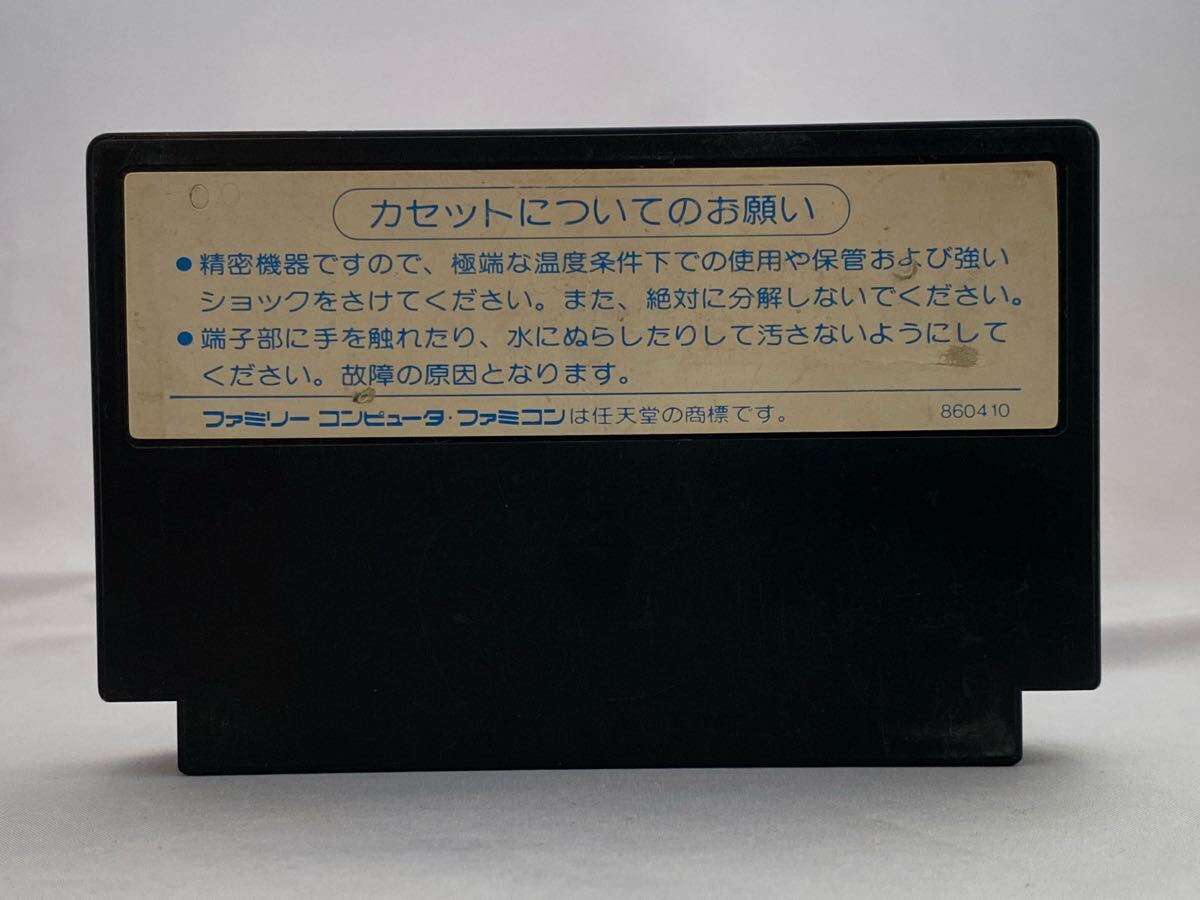 カセットについてのお願い
●精密機器ですので、極端な温度条件下での使用や保管および強い
ショックをさけてください。また、絶対に分解しないでください。
●端子部に手を触れたり、水にぬらしたりして汚さないようにして
ください。故障の原因となります。
ファミリー コンピュータ・ファミコンは任天堂の商標です。 860410